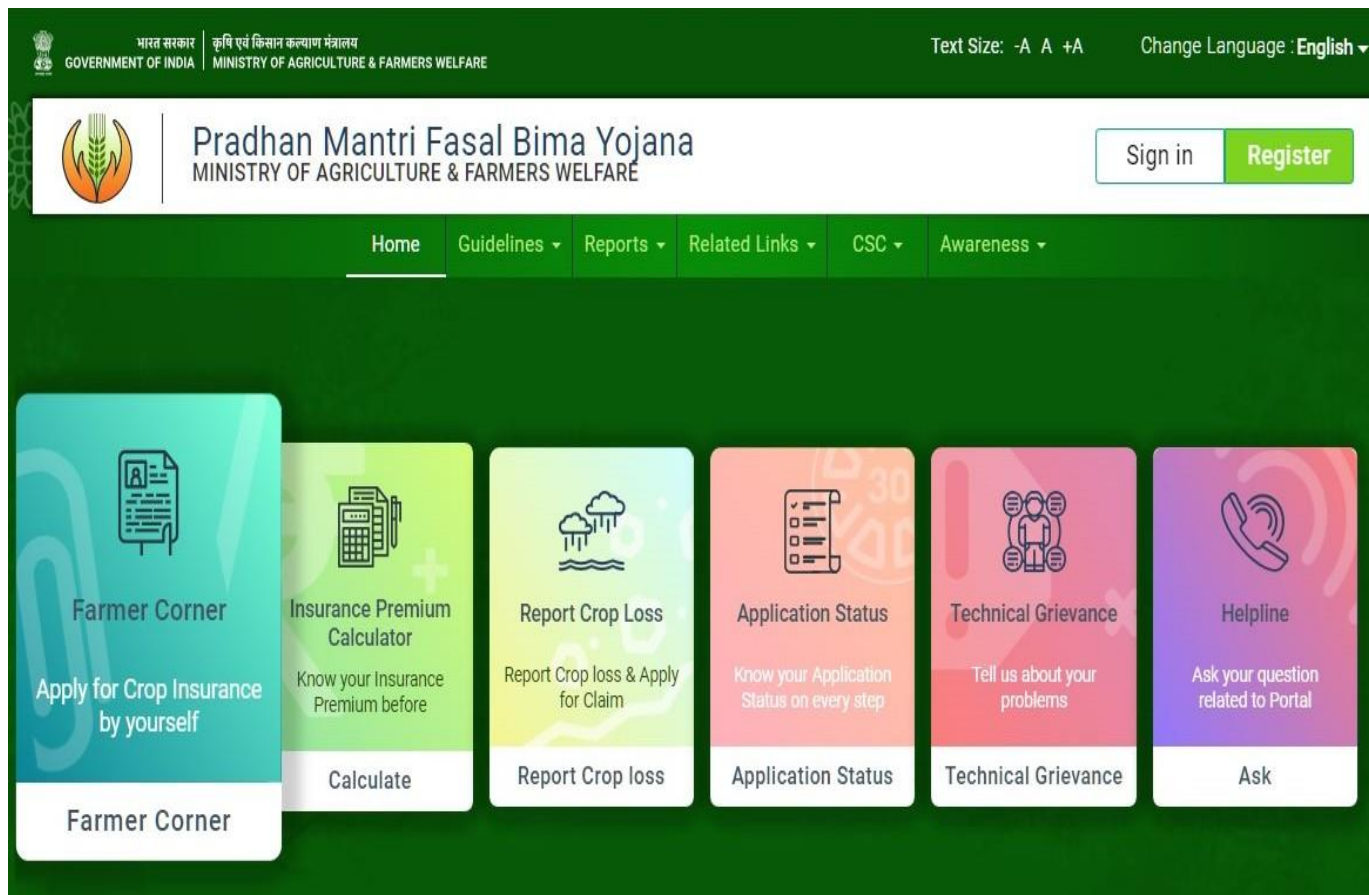 भारत सरकार
GOVERNMENT OF INDIA
कृषि एवं किसान कल्याण मंत्रालय
MINISTRY OF AGRICULTURE & FARMERS WELFARE
Text Size: -A A +A
Change Language : English
Pradhan Mantri Fasal Bima Yojana
MINISTRY OF AGRICULTURE & FARMERS WELFARE
Sign in
Register
Home
Guidelines
Reports
Related Links
CSC
Awareness
Farmer Corner
Apply for Crop Insurance
by yourself
Farmer Corner
Insurance Premium
Calculator
Know your Insurance
Premium before
Calculate
Report Crop Loss
Report Crop loss & Apply
for Claim
Report Crop loss
30
Application Status
Know your Application
Status on every step
Application Status
Technical Grievance
Tell us about your
problems
Technical Grievance
Helpline
Ask your question
related to Portal
Ask